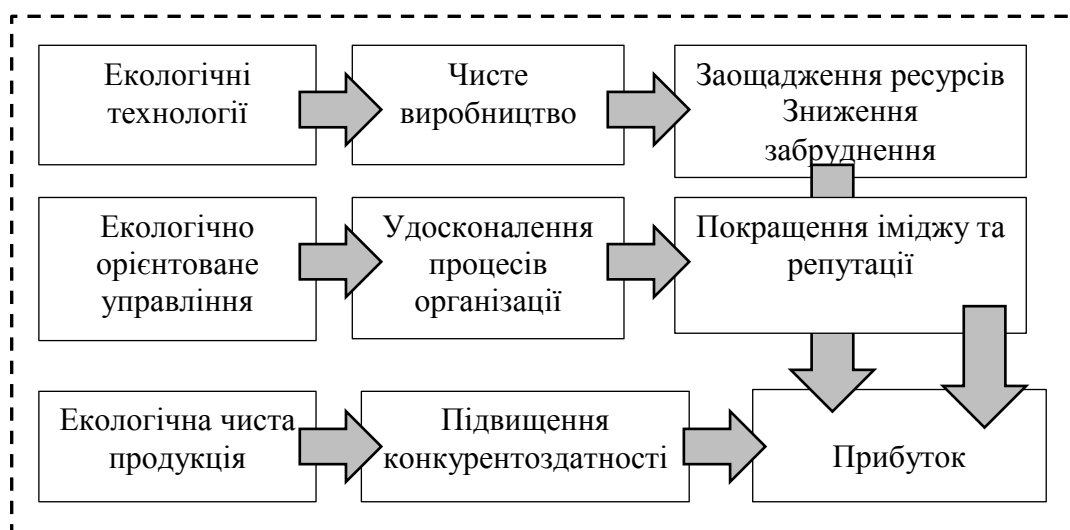 Екологічні
технології
Чисте
виробництво
Заощадження ресурсів
Зниження
забруднення
Екологічно
орієнтоване
управління
Удосконалення
процесів
організації
Покращення іміджу та
репутації
Екологічна чиста
продукція
Підвищення
конкурентоздатності
Прибуток